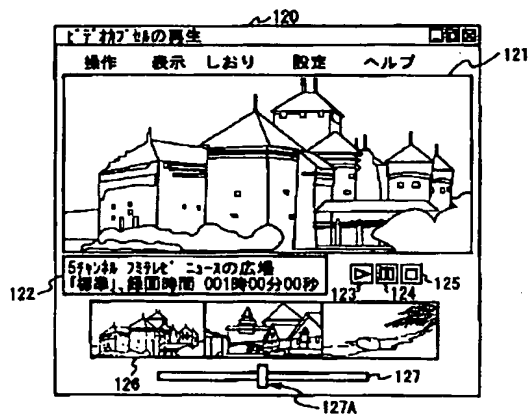 120
ビデオカプセルの再生
操作 表示 しおり 設定 ヘルプ
121
122
5チャンネル フミテレビ ニュースの広場
「標準」、録画時間 001時00分00秒
123 124 125
126
127
127A